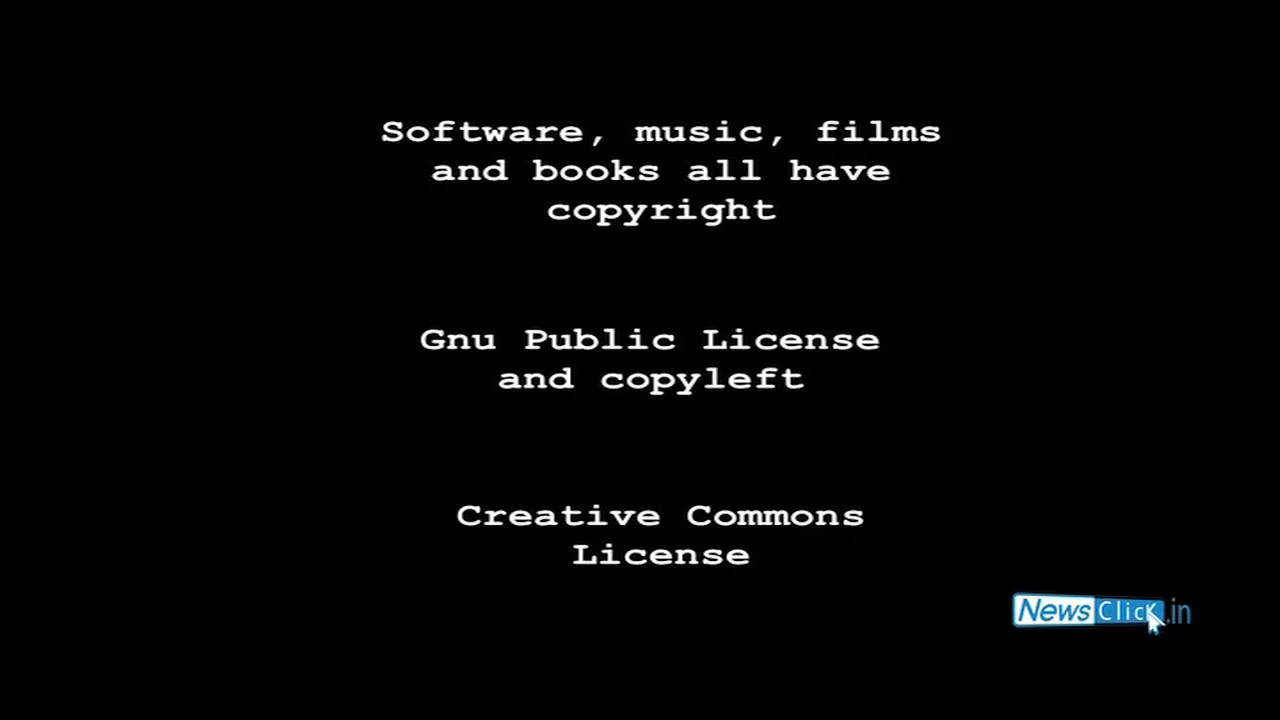 Software, music, films
and books all have
copyright
Gnu Public License
and copyleft
Creative Commons
License
NewsClick.in